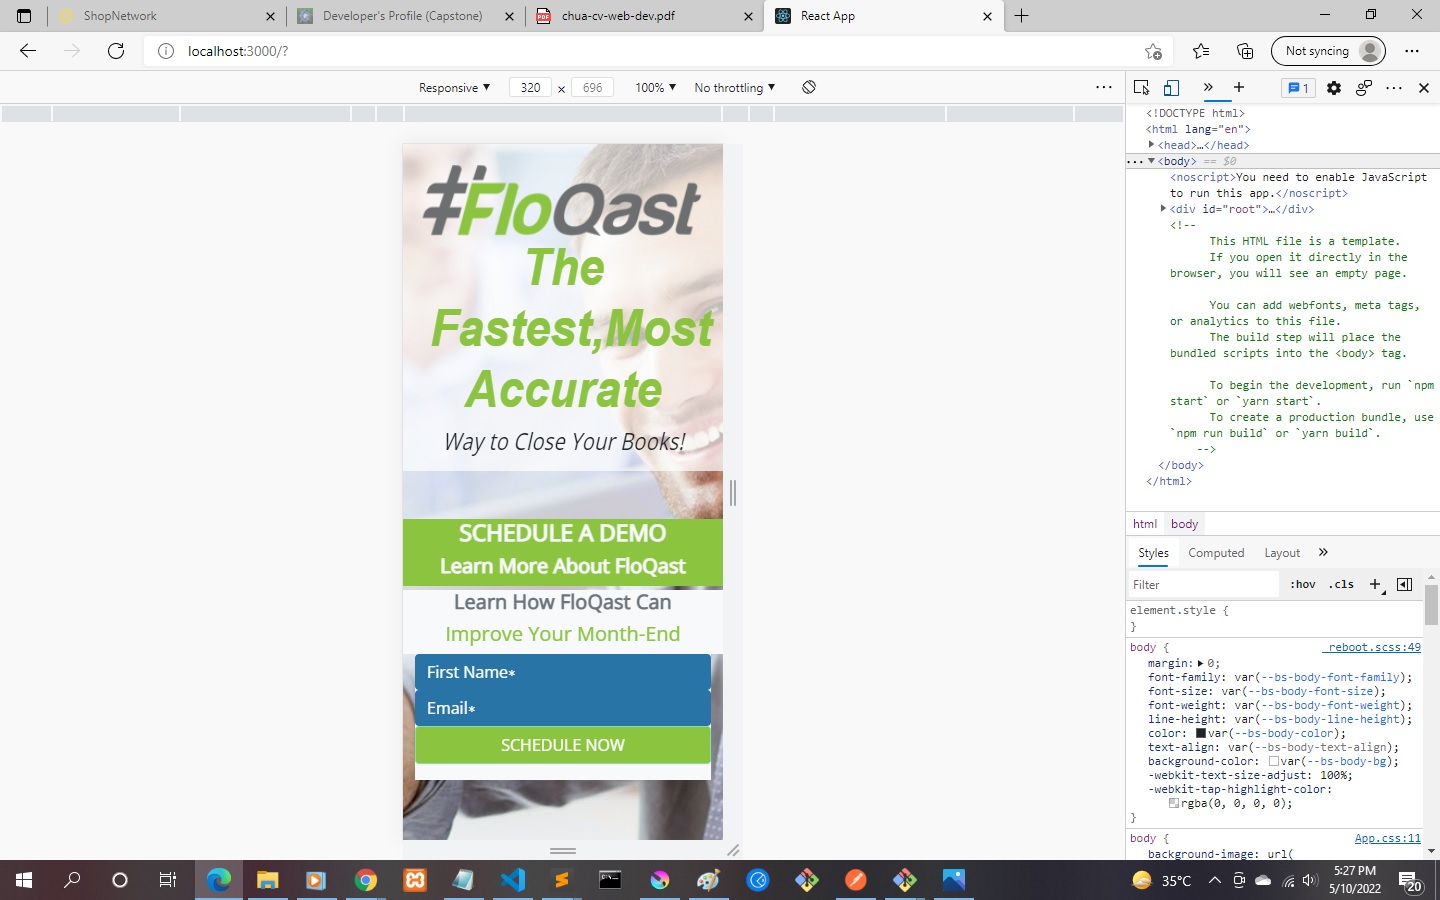 ShopNetwork
Developer's Profile (Capstone)
chua-cv-web-dev.pdf
React App
localhost:3000/?
Not syncing
Responsive
320 x 696
100%
No throttling
1
<!DOCTYPE html>
<html lang="en">
<head>…</head>
<body> == $0
<noscript>You need to enable JavaScript
to run this app.</noscript>
<div id="root">…</div>
<!--
This HTML file is a template.
If you open it directly in the
browser, you will see an empty page.
You can add webfonts, meta tags,
or analytics to this file.
The build step will place the
bundled scripts into the <body> tag.
To begin the development, run `npm
start` or `yarn start`.
To create a production bundle, use
`npm run build` or `yarn build`.
-->
</body>
</html>
html body
Styles Computed Layout
Filter
:hov .cls
element.style {
}
body { _reboot.scss:49
margin: 0;
font-family: var(--bs-body-font-family);
font-size: var(--bs-body-font-size);
font-weight: var(--bs-body-font-weight);
line-height: var(--bs-body-line-height);
color: var(--bs-body-color);
text-align: var(--bs-body-text-align);
background-color: var(--bs-body-bg);
-webkit-text-size-adjust: 100%;
-webkit-tap-highlight-color:
rgba(0, 0, 0, 0);
}
body { App.css:11
background-image: url(
#FloQast
The
Fastest,Most
Accurate
Way to Close Your Books!
SCHEDULE A DEMO
Learn More About FloQast
Learn How FloQast Can
Improve Your Month-End
First Name*
Email*
SCHEDULE NOW
35°C
5:27 PM
5/10/2022
20